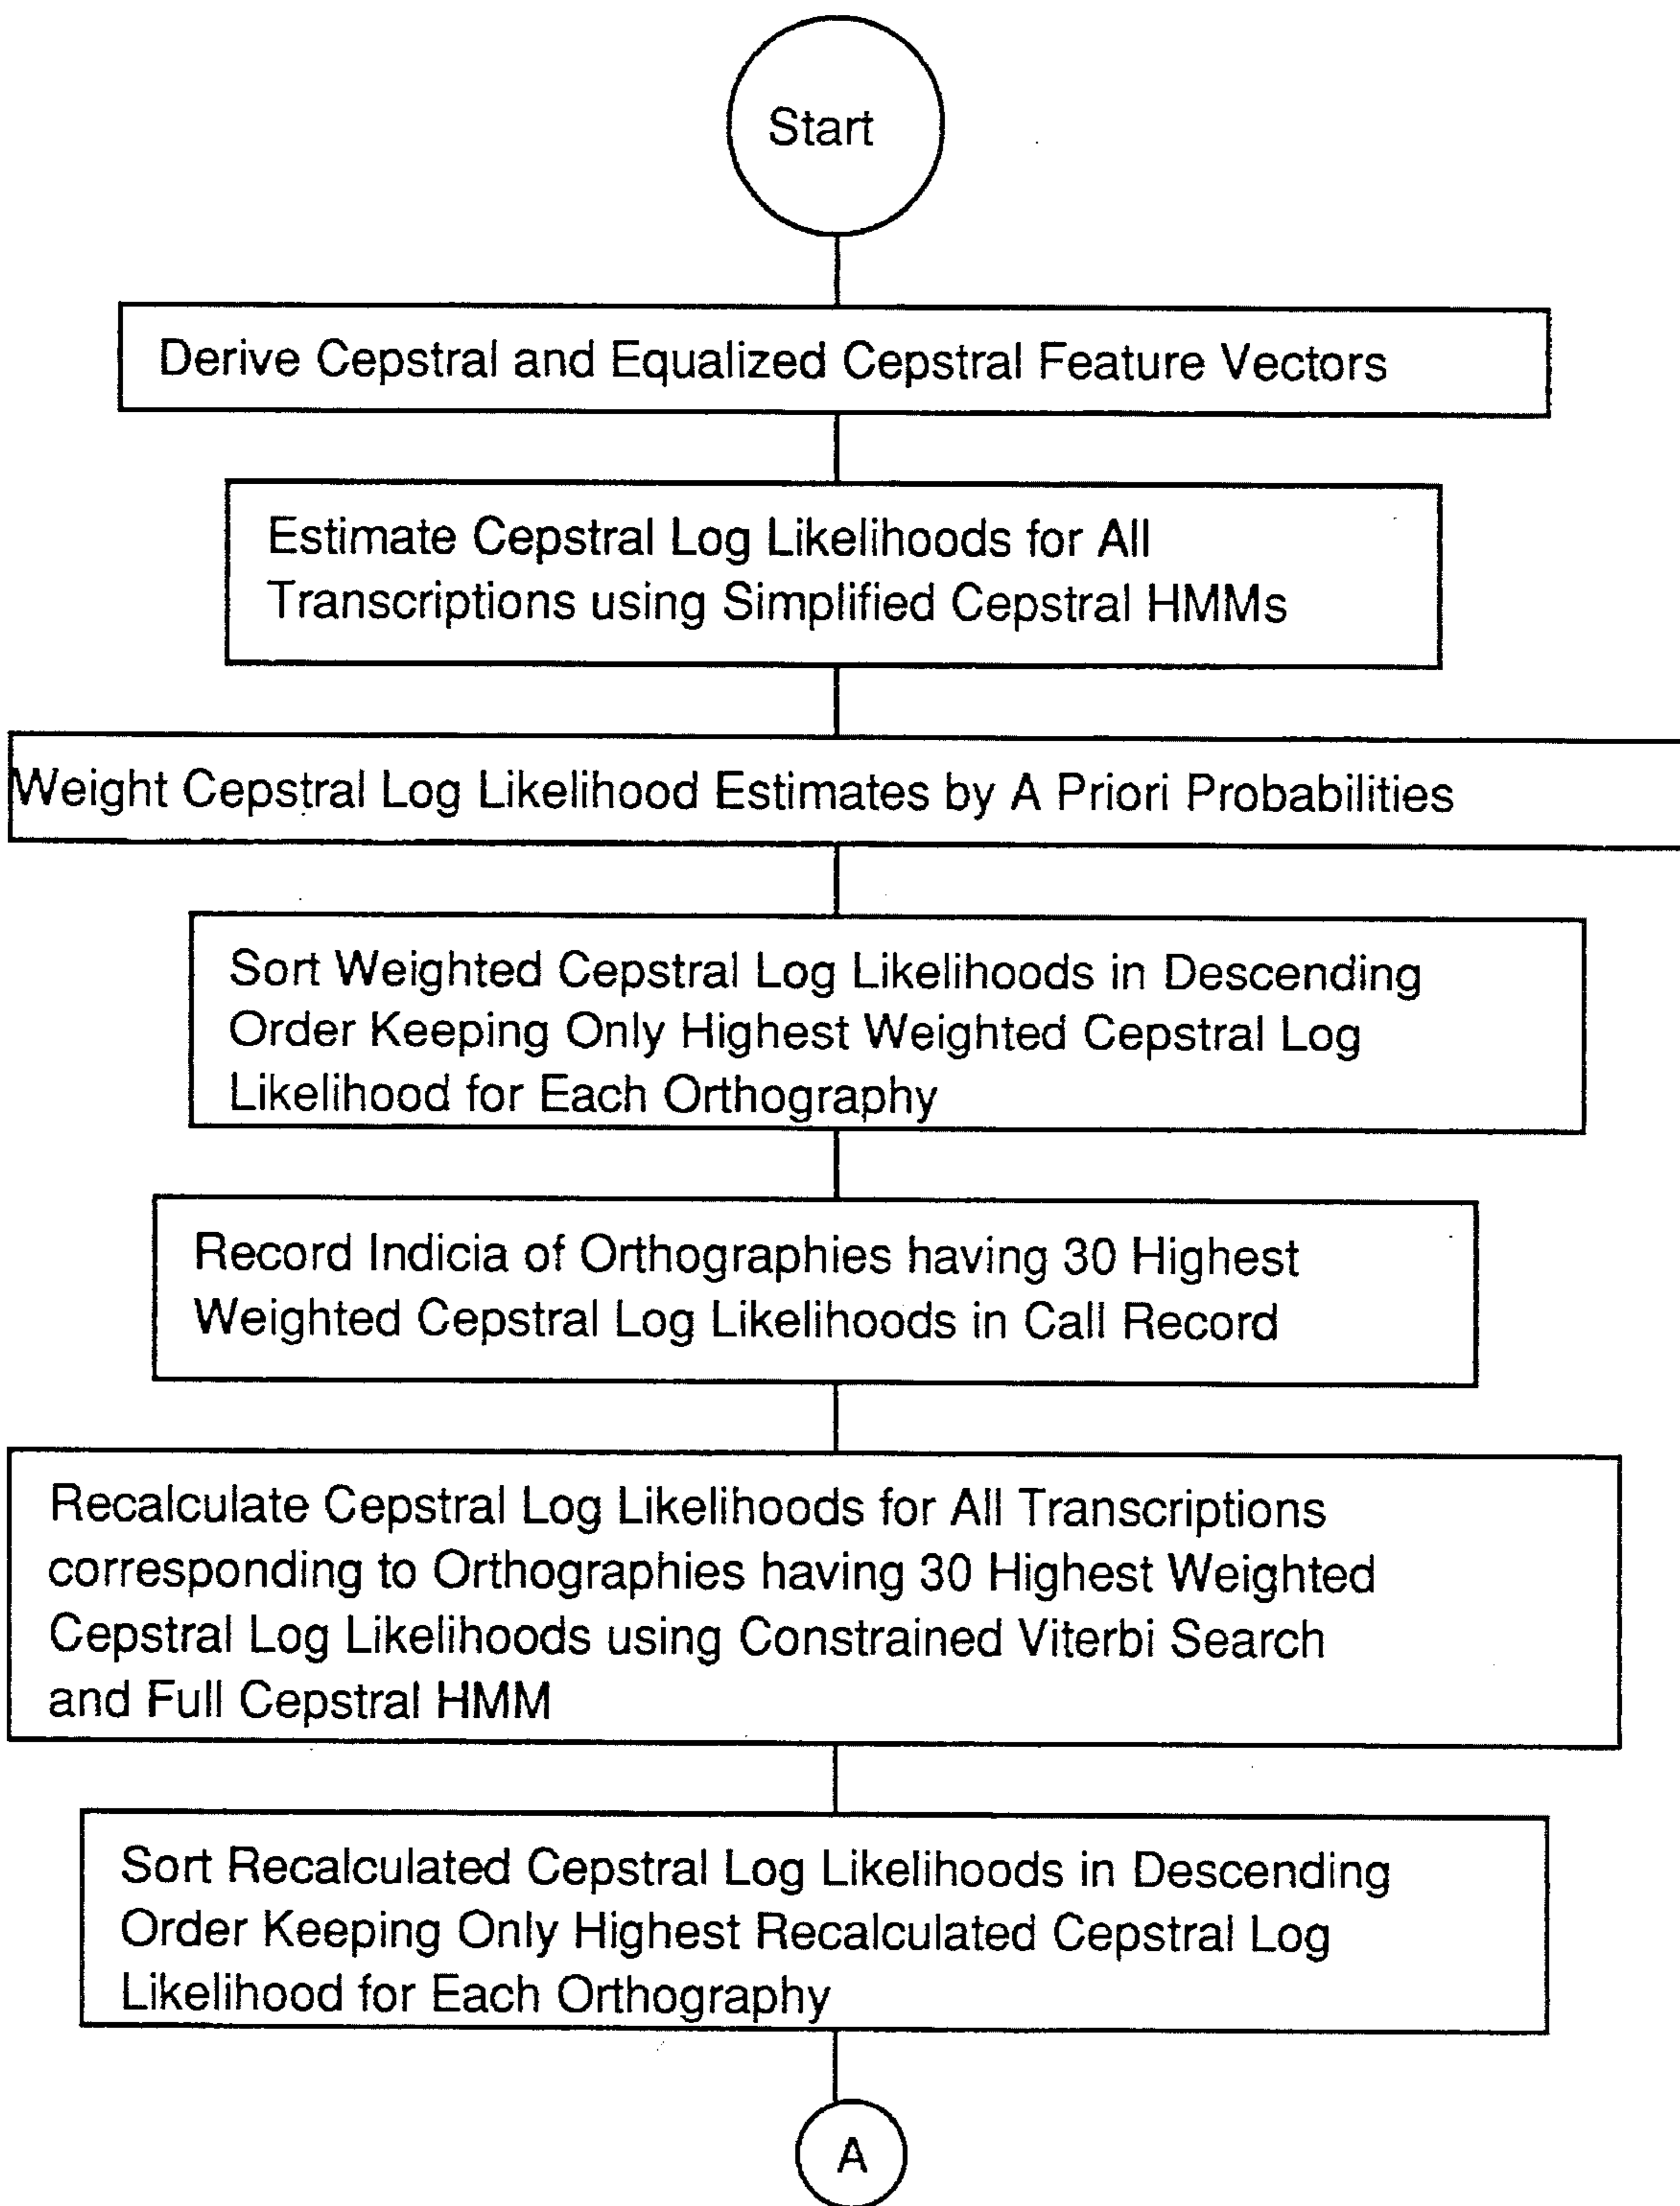 Start
Derive Cepstral and Equalized Cepstral Feature Vectors
Estimate Cepstral Log Likelihoods for All
Transcriptions using Simplified Cepstral HMMs
Weight Cepstral Log Likelihood Estimates by A Priori Probabilities
Sort Weighted Cepstral Log Likelihoods in Descending
Order Keeping Only Highest Weighted Cepstral Log
Likelihood for Each Orthography
Record Indicia of Orthographies having 30 Highest
Weighted Cepstral Log Likelihoods in Call Record
Recalculate Cepstral Log Likelihoods for All Transcriptions
corresponding to Orthographies having 30 Highest Weighted
Cepstral Log Likelihoods using Constrained Viterbi Search
and Full Cepstral HMM
Sort Recalculated Cepstral Log Likelihoods in Descending
Order Keeping Only Highest Recalculated Cepstral Log
Likelihood for Each Orthography
A